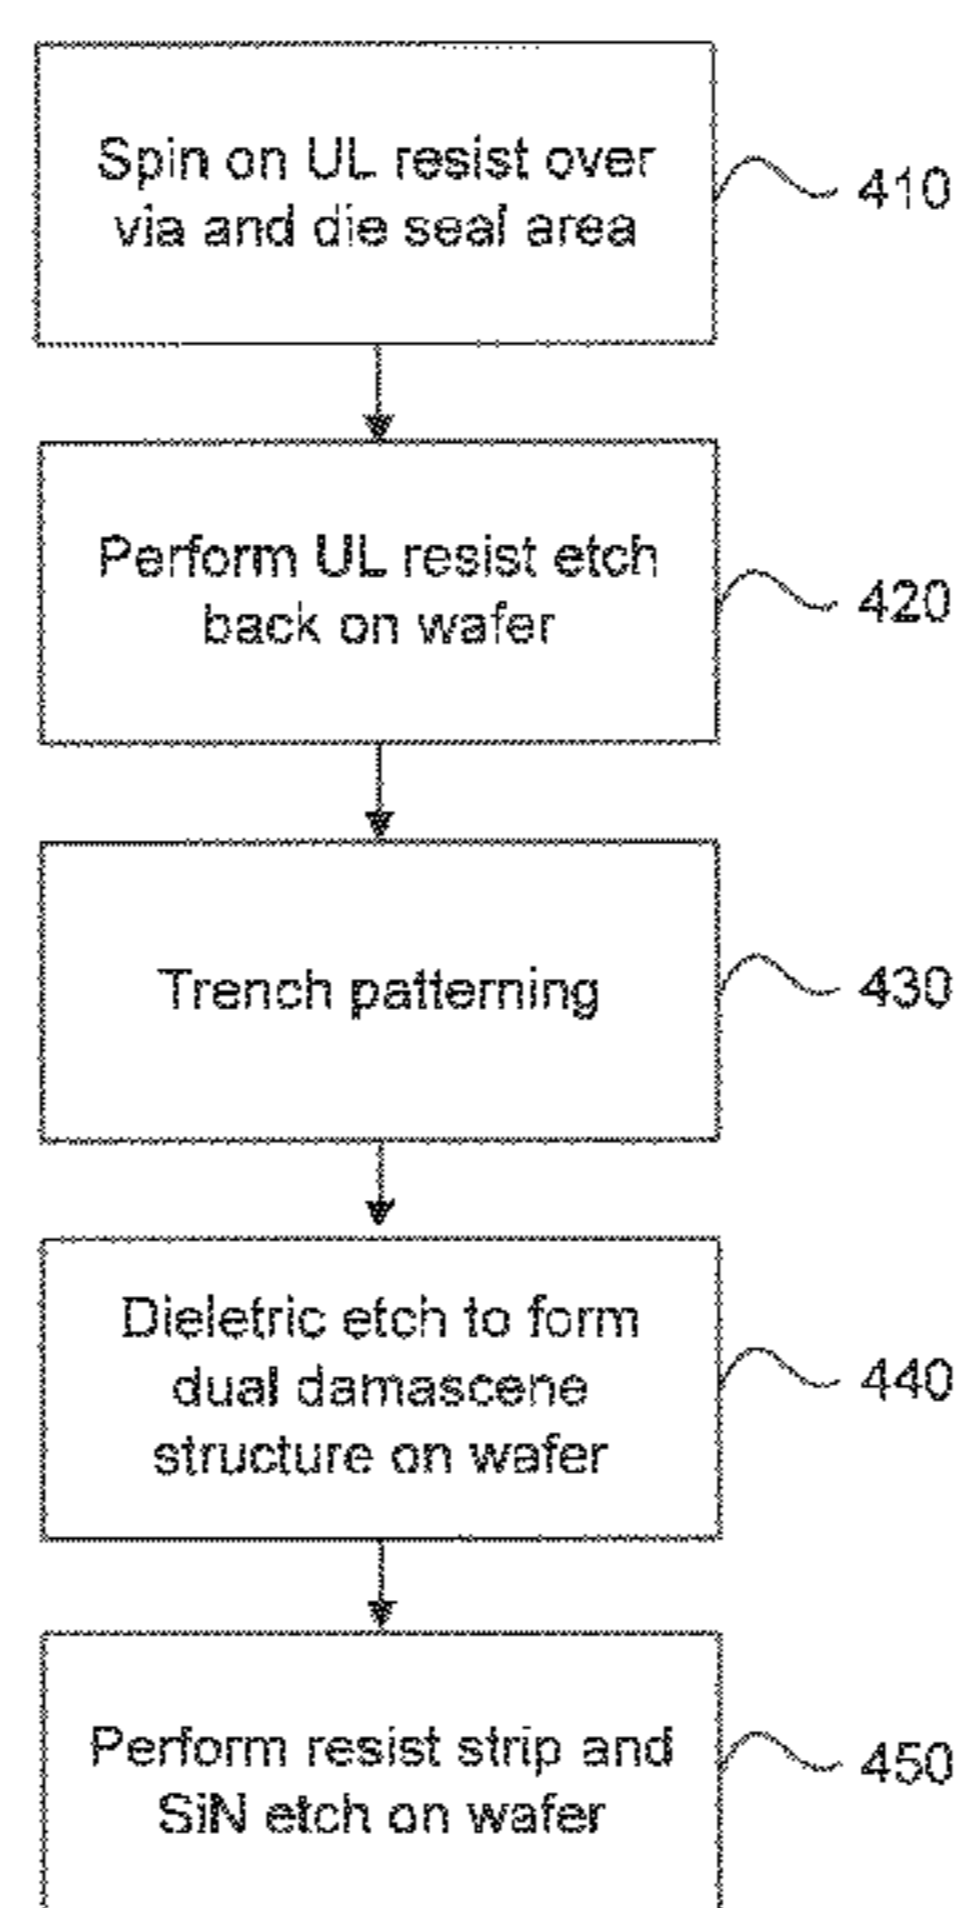 Spin on UL resist over
via and die seal area
410
Perform UL resist etch
back on wafer
420
Trench patterning
430
Dieletric etch to form
dual damascene
structure on wafer
440
Perform resist strip and
SiN etch on wafer
450